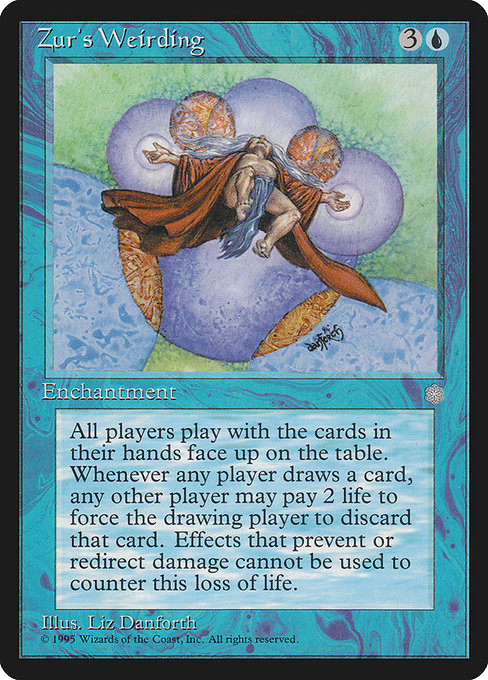 Zur's Weirding 3
Enchantment
All players play with the cards in
their hands face up on the table.
Whenever any player draws a card,
any other player may pay 2 life to
force the drawing player to discard
that card. Effects that prevent or
redirect damage cannot be used to
counter this loss of life.
Illus. Liz Danforth
© 1995 Wizards of the Coast, Inc. All rights reserved.